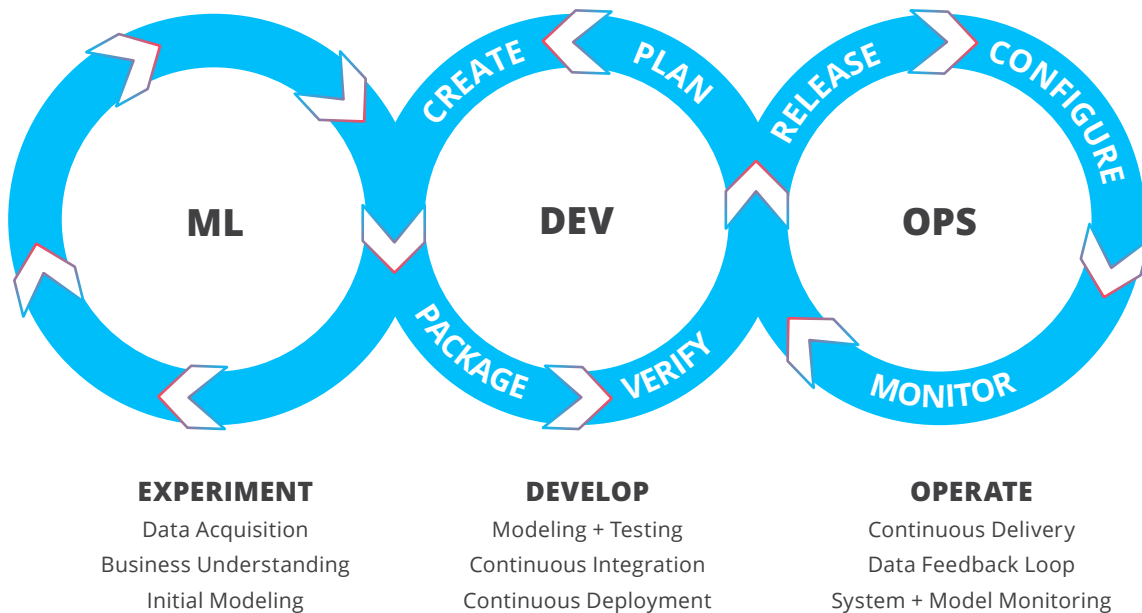 CREATE
PLAN
RELEASE
CONFIGURE
ML
DEV
OPS
PACKAGE
VERIFY
MONITOR
EXPERIMENT
Data Acquisition
Business Understanding
Initial Modeling
DEVELOP
Modeling + Testing
Continuous Integration
Continuous Deployment
OPERATE
Continuous Delivery
Data Feedback Loop
System + Model Monitoring